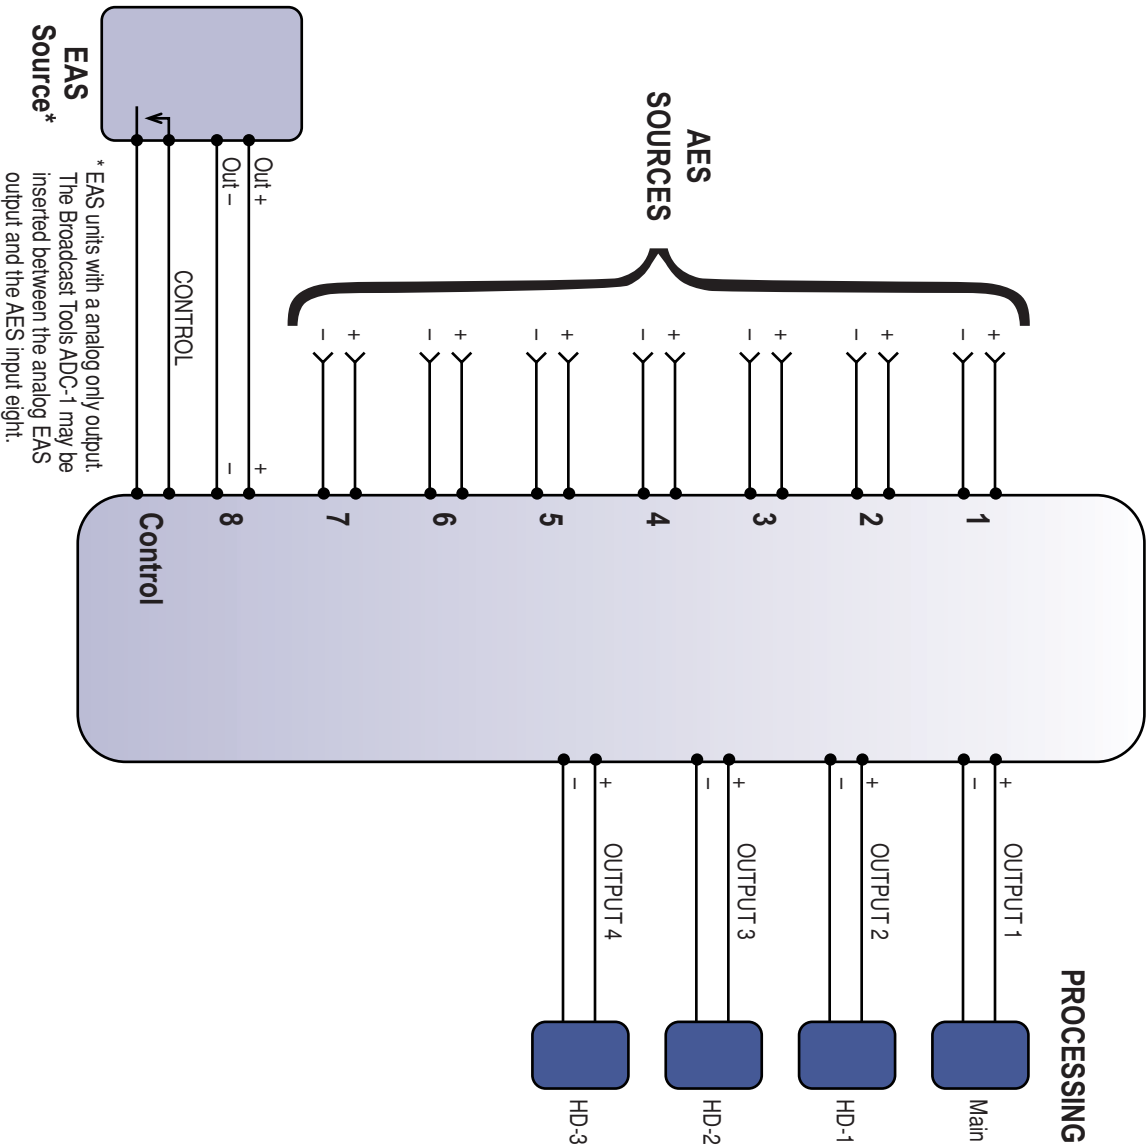 PROCESSING
AES
SOURCES
+
–
1
+
–
2
+
–
3
+
–
4
+
–
5
+
–
6
+
–
7
Out +
Out –
+
–
8
CONTROL
Control
EAS
Source*
* EAS units with a analog only output.
The Broadcast Tools ADC-1 may be
inserted between the analog EAS
output and the AES input eight.
+
–
OUTPUT 1
Main
+
–
OUTPUT 2
HD-1
+
–
OUTPUT 3
HD-2
+
–
OUTPUT 4
HD-3